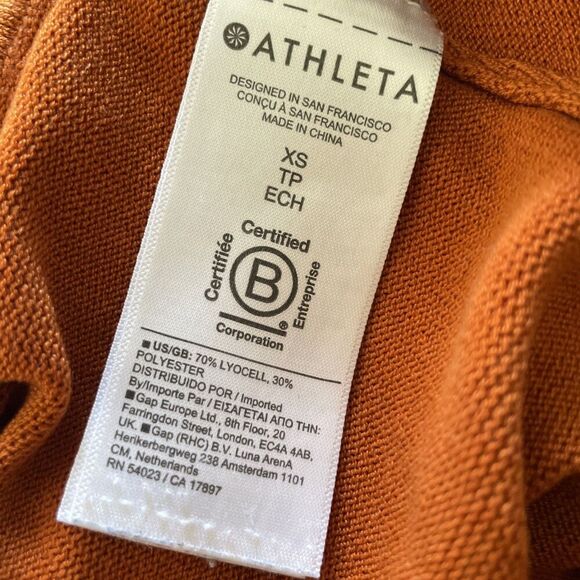 ATHLETA
DESIGNED IN SAN FRANCISCO
CONÇU À SAN FRANCISCO
MADE IN CHINA
XS
TP
ECH
Certified
Certifiée
B
®
Entreprise
Corporation
■ US/GB: 70% LYOCELL, 30%
POLYESTER
DISTRIBUIDO POR / Imported
By/Importe Par / ΕΙΣΑΓΕΤΑΙ ΑΠΟ ΤΗΝ:
■ Gap Europe Ltd., 8th Floor, 20
Farringdon Street, London, EC4A 4AB,
UK. ■ Gap (RHC) B.V. Luna ArenA
Herikerbergweg 238 Amsterdam 1101
CM, Netherlands
RN 54023 / CA 17897